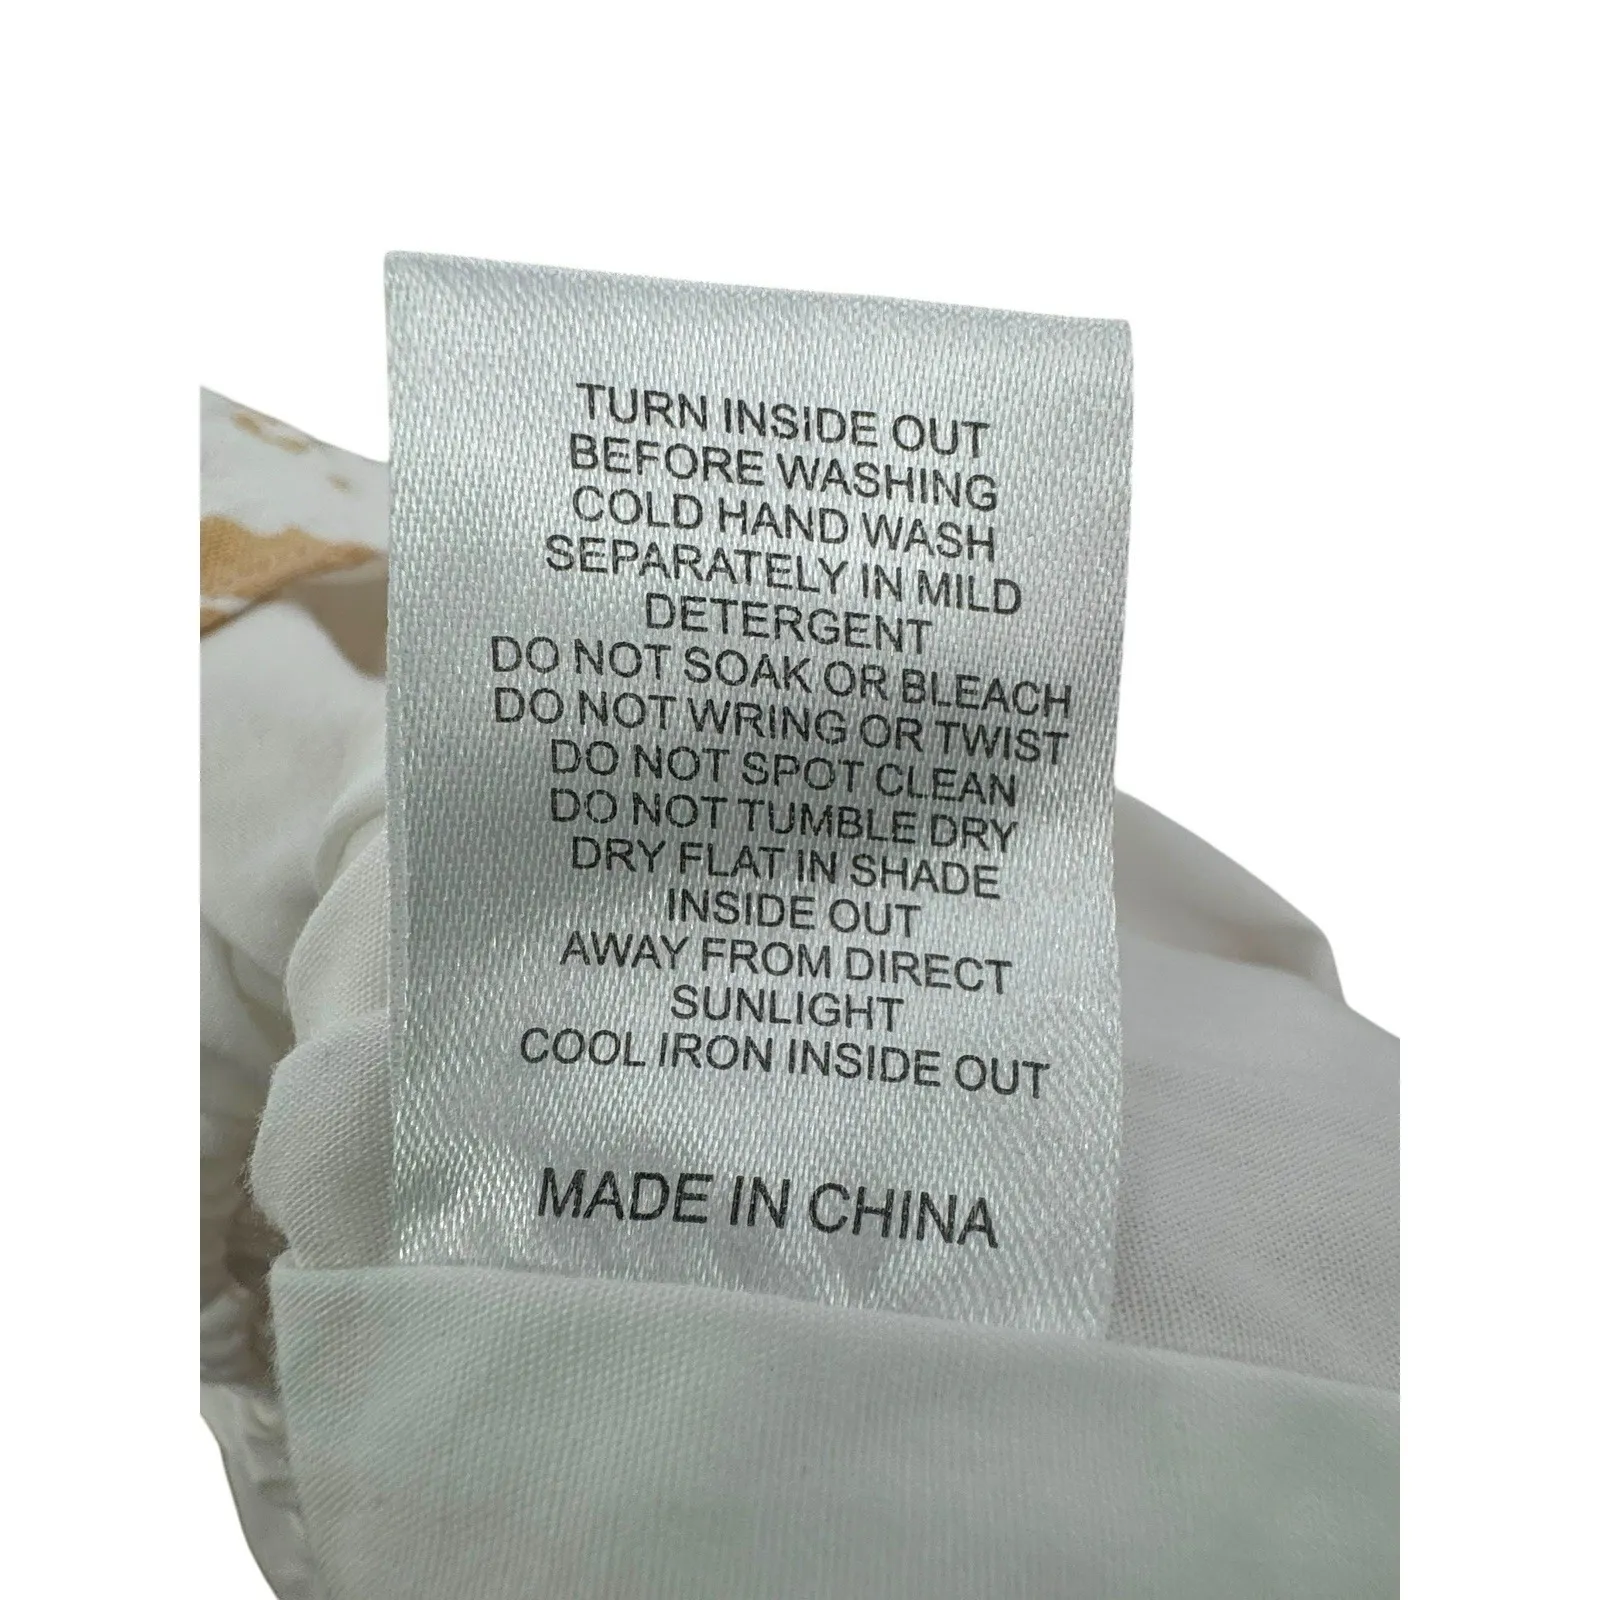 TURN INSIDE OUT
BEFORE WASHING
COLD HAND WASH
SEPARATELY IN MILD
DETERGENT
DO NOT SOAK OR BLEACH
DO NOT WRING OR TWIST
DO NOT SPOT CLEAN
DO NOT TUMBLE DRY
DRY FLAT IN SHADE
INSIDE OUT
AWAY FROM DIRECT
SUNLIGHT
COOL IRON INSIDE OUT
MADE IN CHINA